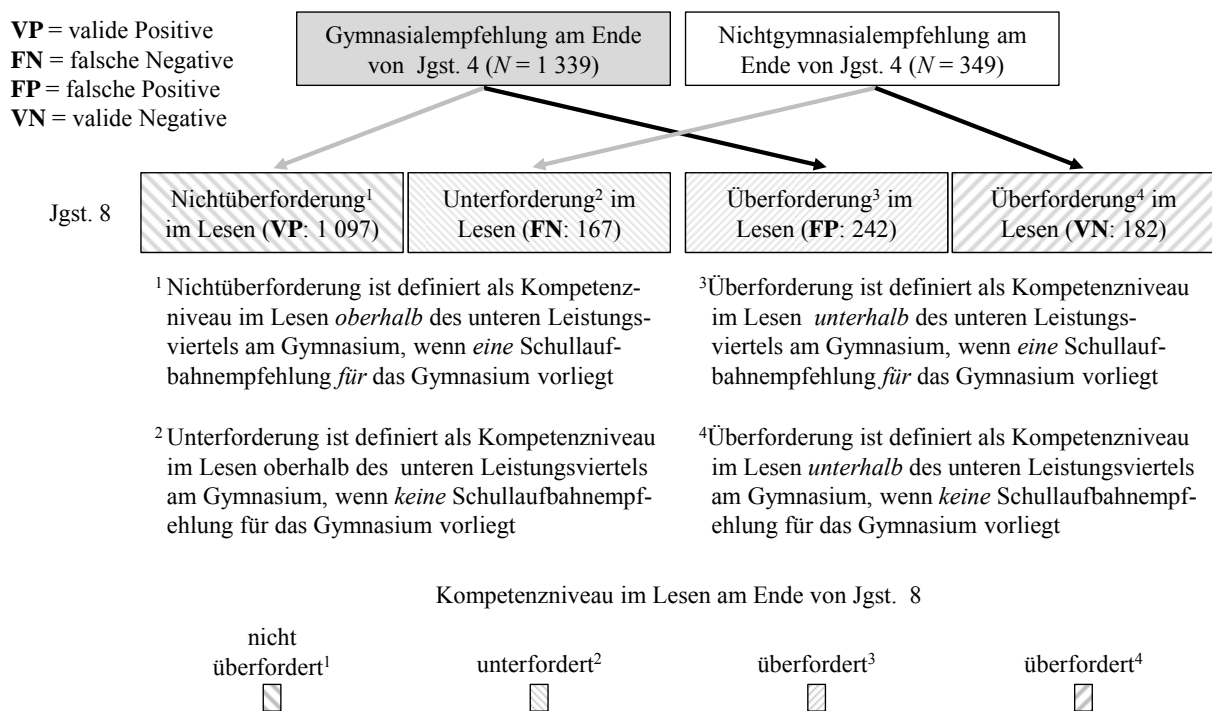 VP = valide Positive
FN = falsche Negative
FP = falsche Positive
VN = valide Negative
Gymnasialempfehlung am Ende
von Jgst. 4 (N = 1 339)
Nichtgymnasialempfehlung am
Ende von Jgst. 4 (N = 349)
Jgst. 8
Nichtüberforderung¹
im Lesen (VP: 1 097)
Unterforderung² im
Lesen (FN: 167)
Überforderung³ im
Lesen (FP: 242)
Überforderung⁴ im
Lesen (VN: 182)
¹ Nichtüberforderung ist definiert als Kompetenz-
niveau im Lesen oberhalb des unteren Leistungs-
viertels am Gymnasium, wenn eine Schullauf-
bahnempfehlung für das Gymnasium vorliegt
³Überforderung ist definiert als Kompetenzniveau
im Lesen unterhalb des unteren Leistungs-
viertels am Gymnasium, wenn eine Schullauf-
bahnempfehlung für das Gymnasium vorliegt
² Unterforderung ist definiert als Kompetenzniveau
im Lesen oberhalb des unteren Leistungsviertels
am Gymnasium, wenn keine Schullaufbahnempf-
ehlung für das Gymnasium vorliegt
⁴Überforderung ist definiert als Kompetenzniveau
im Lesen unterhalb des unteren Leistungsviertels
am Gymnasium, wenn keine Schullaufbahnempf-
ehlung für das Gymnasium vorliegt
Kompetenzniveau im Lesen am Ende von Jgst. 8
nicht
überfordert¹
unterfordert²
überfordert³
überfordert⁴